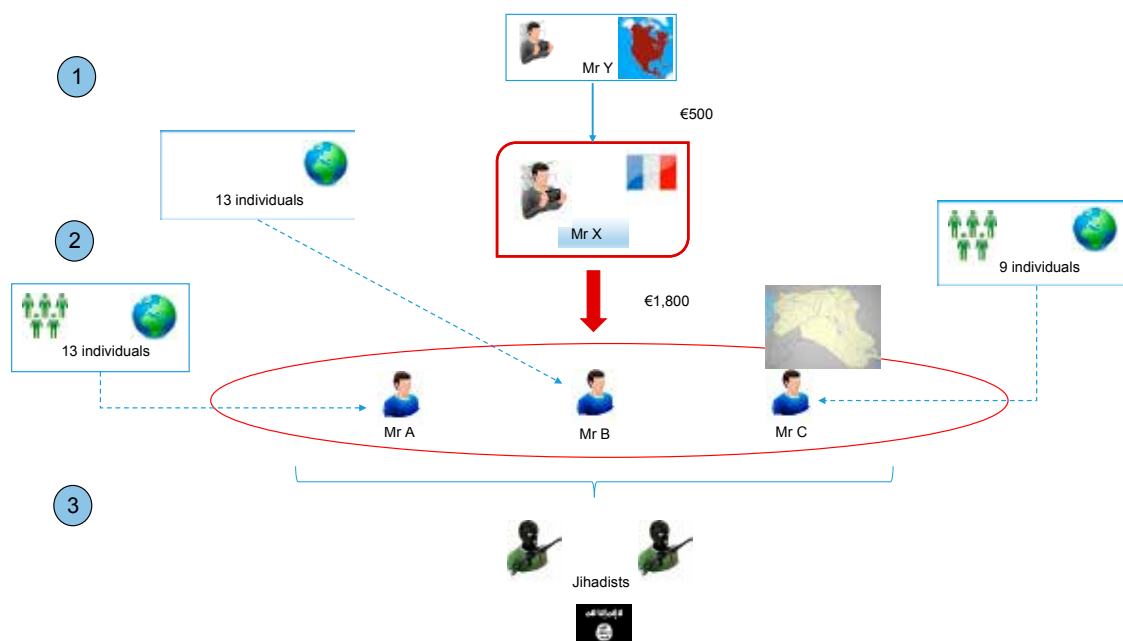 1
Mr Y
€500
13 individuals
Mr X
2
9 individuals
€1,800
13 individuals
Mr A
Mr B
Mr C
3
Jihadists